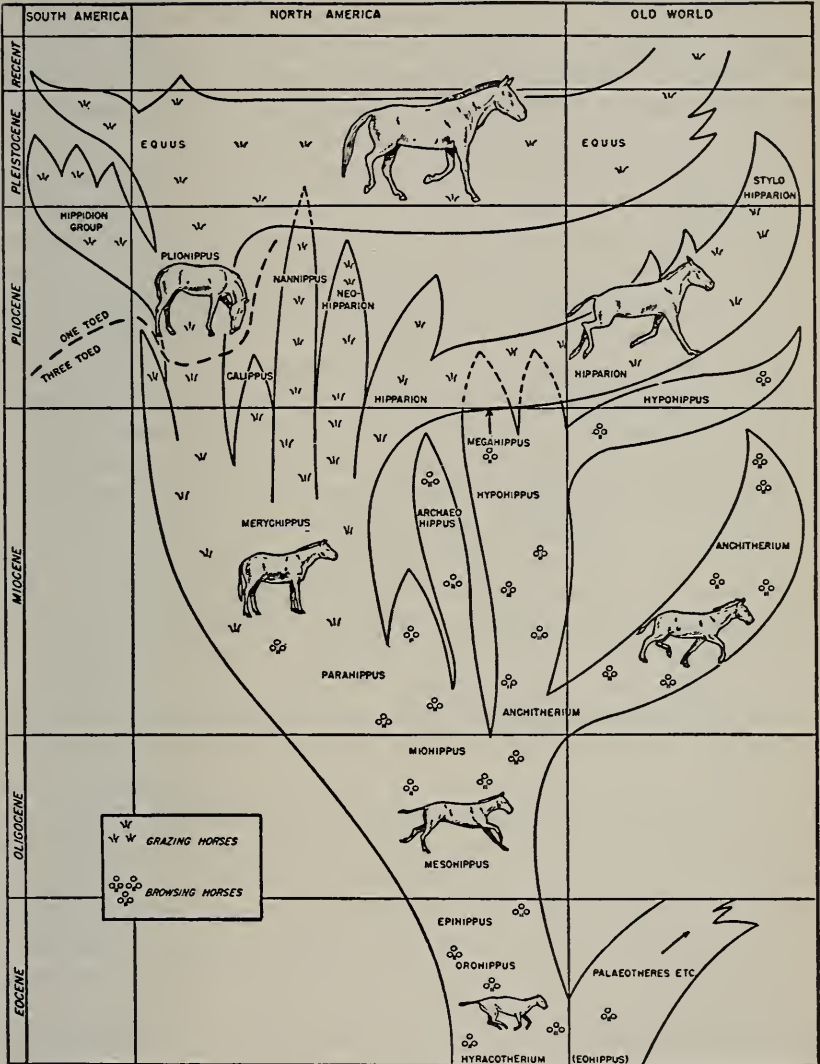 SOUTH AMERICA
NORTH AMERICA
OLD WORLD
RECENT
PLEISTOCENE
EQUUS
EQUUS
STYLO
HIPPARION
HIPPIDION
GROUP
PLIOCENE
PLIOHIPPUS
NANNIPPUS
NEO-
HIPPARION
ONE TOED
THREE TOED
CALIPPUS
HIPPARION
HIPPARION
HYPOHIPPUS
MEGAHIPPUS
MIOCENE
HYPOHIPPUS
ARCHAEO
HIPPUS
MERYCHIPPUS
ANCHITHERIUM
PARAHIPPUS
ANCHITHERIUM
OLIGOCENE
MIOHIPPUS
GRAZING HORSES
MESOHIPPUS
BROWSING HORSES
EOCENE
EPIHIPPUS
OROHIPPUS
PALAEOTHERES ETC
HYRACOTHERIUM
(EOHIPPUS)